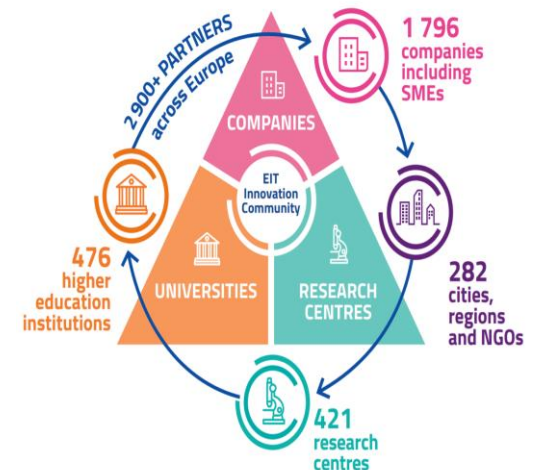 2 900+ PARTNERS
across Europe
1 796
companies
including
SMEs
COMPANIES
EIT
Innovation
Community
476
higher
education
institutions
UNIVERSITIES
RESEARCH
CENTRES
282
cities,
regions
and NGOs
421
research
centres